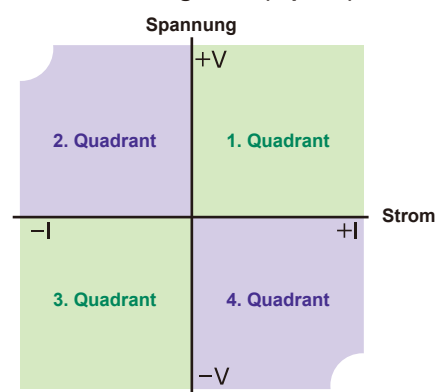 Spannung
+V
2. Quadrant
1. Quadrant
Strom
−I
+I
3. Quadrant
4. Quadrant
−V